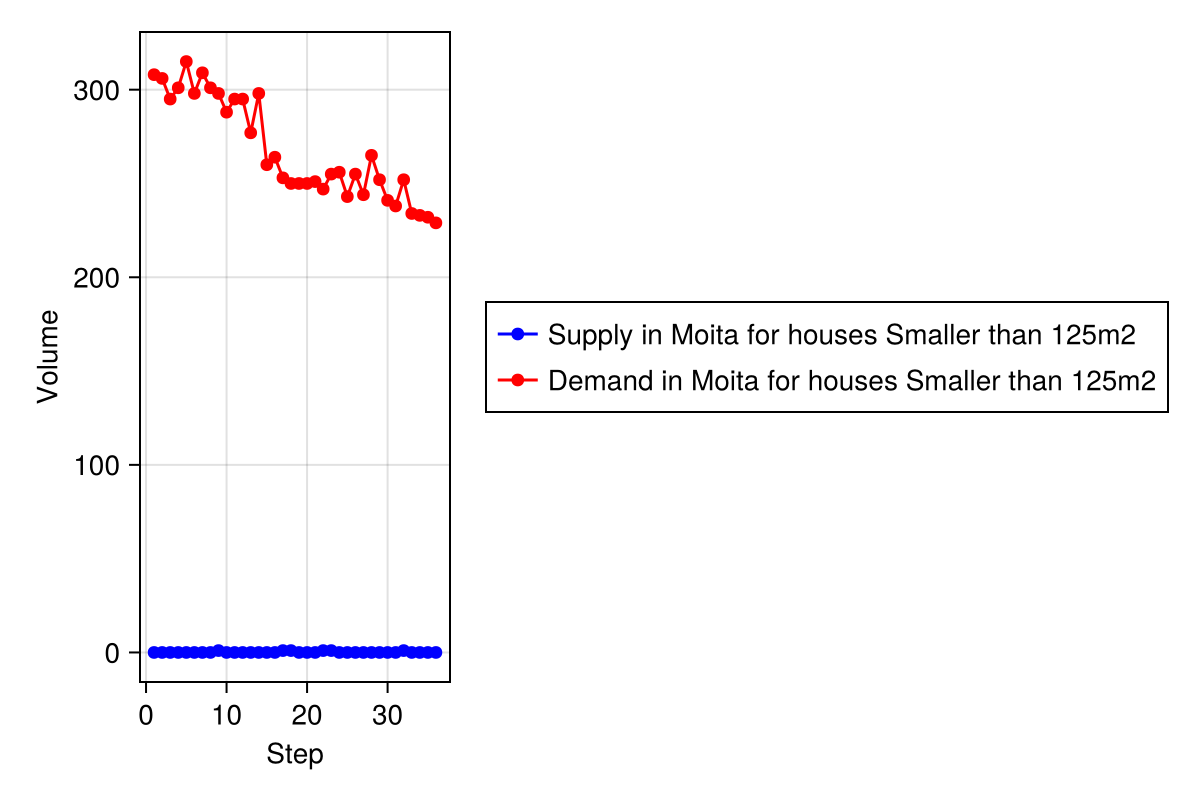 300
200
100
0
Volume
0 10 20 30
Step
Supply in Moita for houses Smaller than 125m2
Demand in Moita for houses Smaller than 125m2